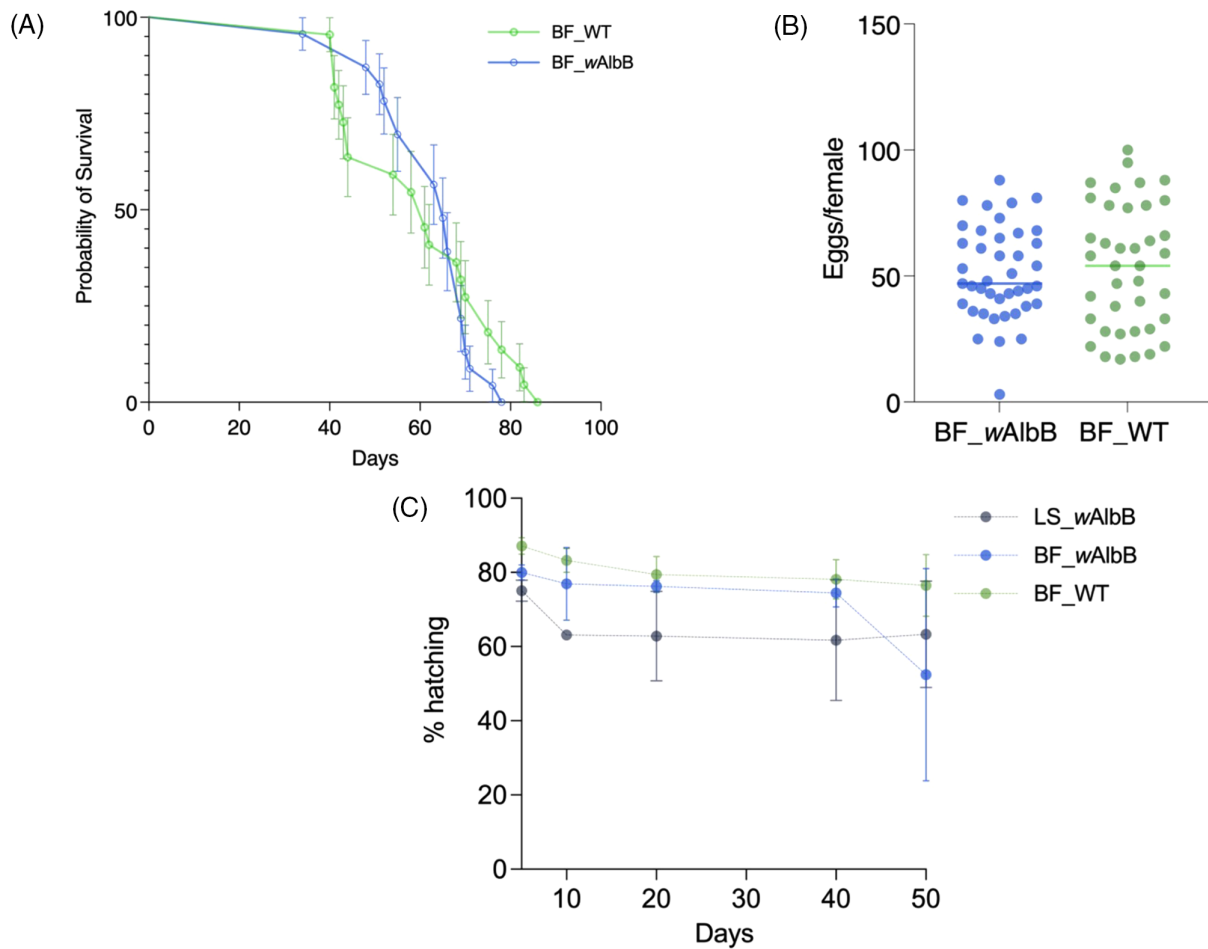 (A)
100
50
0
0 20 40 60 80 100
Probability of Survival
Days
BF_WT
BF_wAlbB
(B)
150
100
50
0
Eggs/female
BF_wAlbB BF_WT
(C)
100
80
60
40
20
0
% hatching
10 20 30 40 50
Days
LS_wAlbB
BF_wAlbB
BF_WT